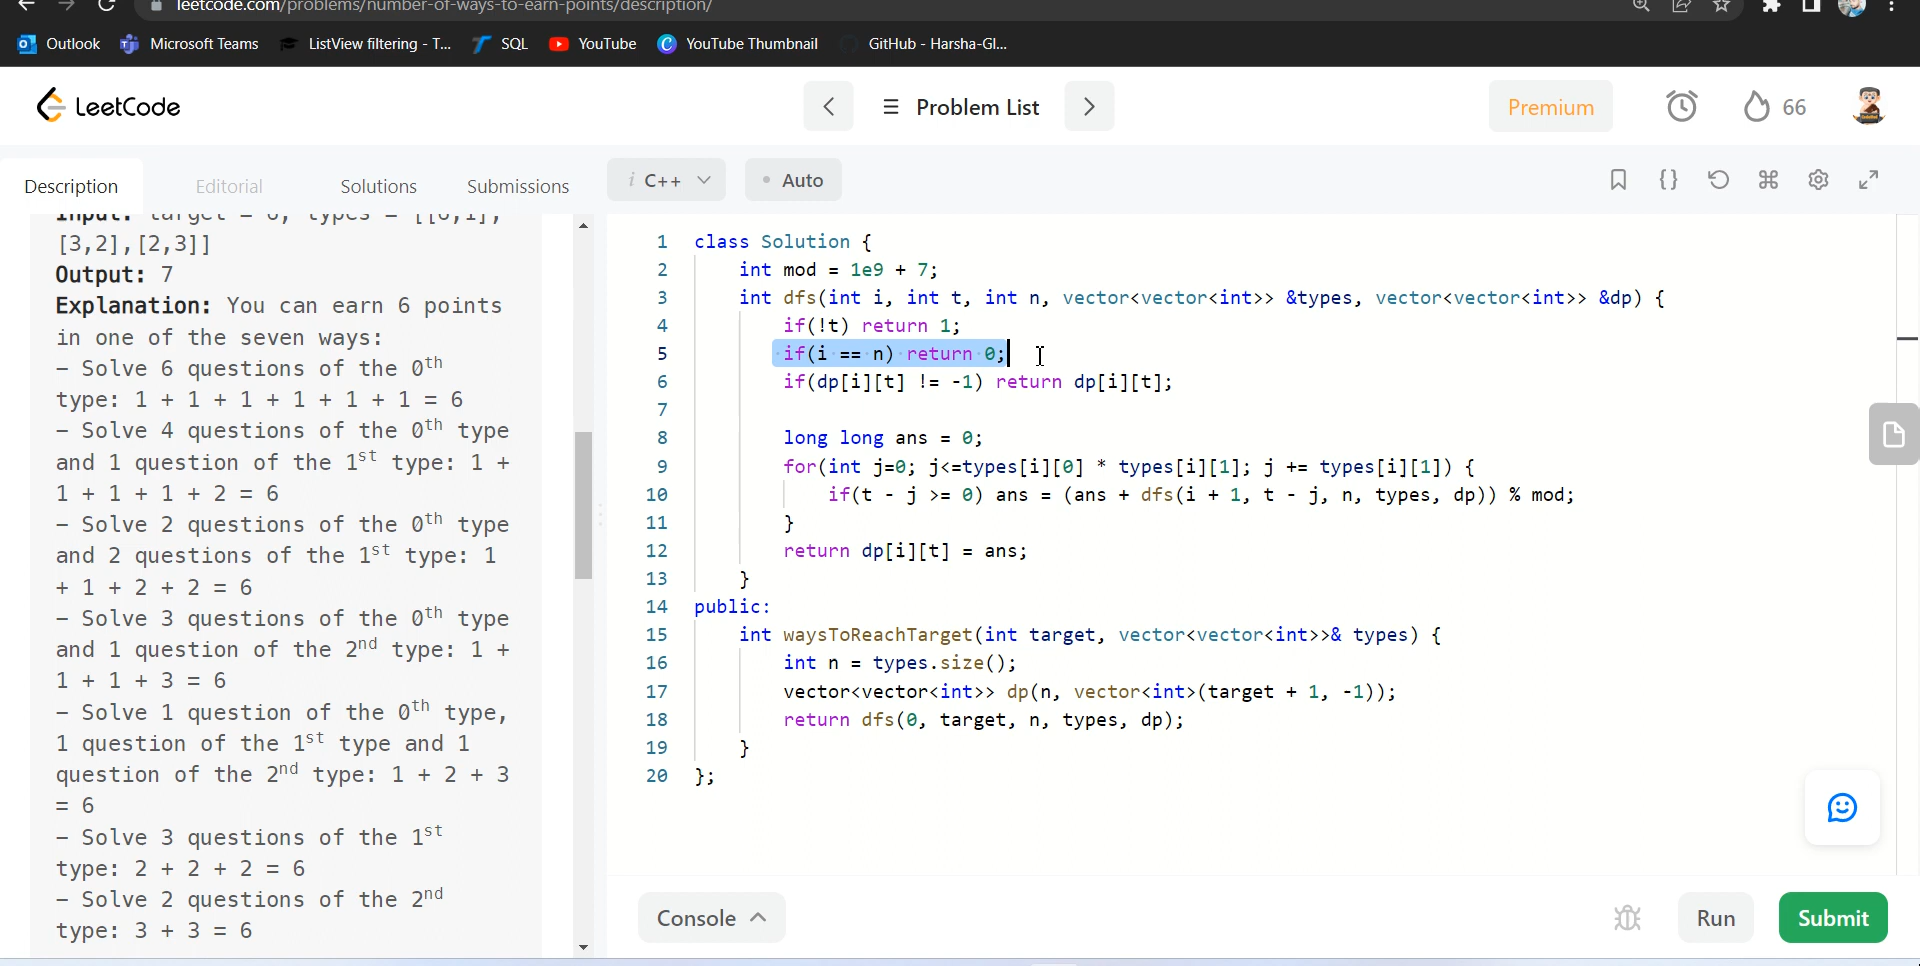 leetcode.com/problems/number-of-ways-to-earn-points/description/
Outlook Microsoft Teams ListView filtering - T... SQL YouTube YouTube Thumbnail GitHub - Harsha-Gl...
LeetCode
Problem List
Premium
66
Description Editorial Solutions Submissions
i C++
Auto
Input: target = 6, types = [[6,1],
[3,2],[2,3]]
Output: 7
Explanation: You can earn 6 points
in one of the seven ways:
- Solve 6 questions of the 0th
type: 1 + 1 + 1 + 1 + 1 + 1 = 6
- Solve 4 questions of the 0th type
and 1 question of the 1st type: 1 +
1 + 1 + 1 + 2 = 6
- Solve 2 questions of the 0th type
and 2 questions of the 1st type: 1
+ 1 + 2 + 2 = 6
- Solve 3 questions of the 0th type
and 1 question of the 2nd type: 1 +
1 + 1 + 3 = 6
- Solve 1 question of the 0th type,
1 question of the 1st type and 1
question of the 2nd type: 1 + 2 + 3
= 6
- Solve 3 questions of the 1st
type: 2 + 2 + 2 = 6
- Solve 2 questions of the 2nd
type: 3 + 3 = 6
1 class Solution {
2 int mod = 1e9 + 7;
3 int dfs(int i, int t, int n, vector<vector<int>> &types, vector<vector<int>> &dp) {
4 if(!t) return 1;
5 if(i == n) return 0;
6 if(dp[i][t] != -1) return dp[i][t];
7
8 long long ans = 0;
9 for(int j=0; j<=types[i][0] * types[i][1]; j += types[i][1]) {
10 if(t - j >= 0) ans = (ans + dfs(i + 1, t - j, n, types, dp)) % mod;
11 }
12 return dp[i][t] = ans;
13 }
14 public:
15 int waysToReachTarget(int target, vector<vector<int>>& types) {
16 int n = types.size();
17 vector<vector<int>> dp(n, vector<int>(target + 1, -1));
18 return dfs(0, target, n, types, dp);
19 }
20 };
Console
Run
Submit